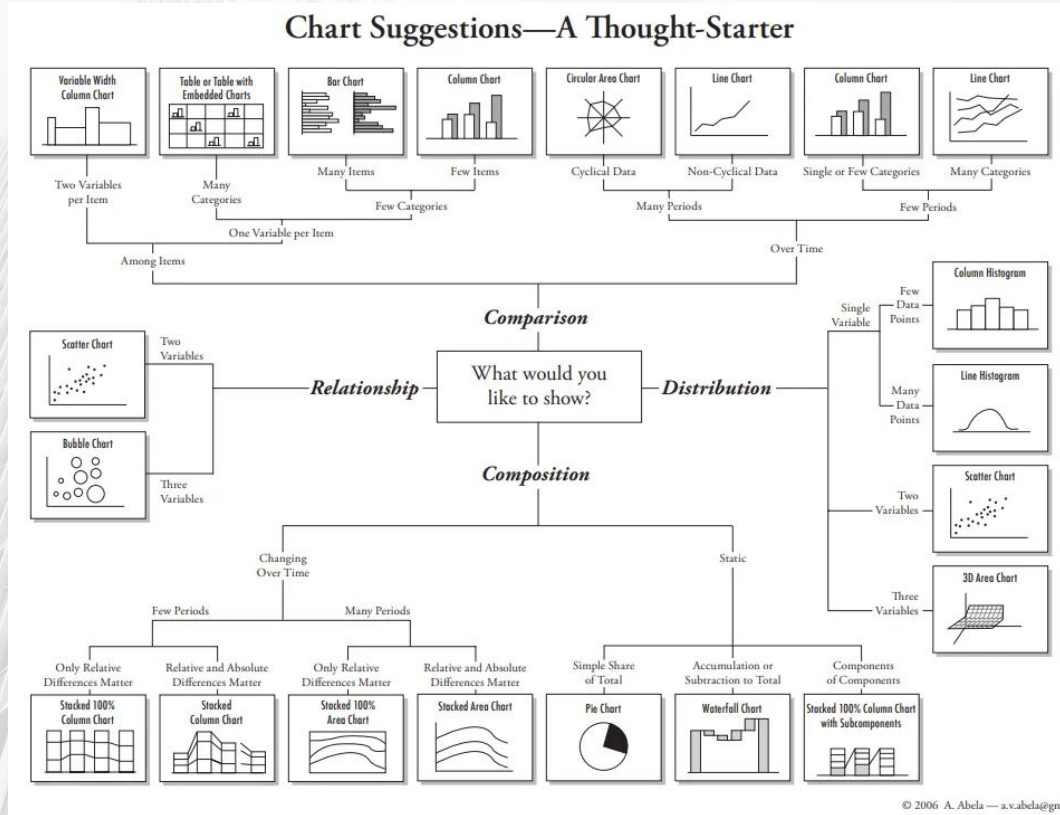 Chart Suggestions—A Thought-Starter
Variable Width
Column Chart
Table or Table with
Embedded Charts
Bar Chart
Column Chart
Circular Area Chart
Line Chart
Column Chart
Line Chart
Two Variables
per Item
Many
Categories
Many Items
Few Items
Cyclical Data
Non-Cyclical Data
Single or Few Categories
Many Categories
Few Categories
Many Periods
Few Periods
One Variable per Item
Over Time
Among Items
Comparison
What would you
like to show?
Relationship
Two
Variables
Scatter Chart
Three
Variables
Bubble Chart
Distribution
Single
Variable
Few
Data
Points
Column Histogram
Many
Data
Points
Line Histogram
Two
Variables
Scatter Chart
Three
Variables
3D Area Chart
Composition
Changing
Over Time
Static
Few Periods
Many Periods
Only Relative
Differences Matter
Relative and Absolute
Differences Matter
Only Relative
Differences Matter
Relative and Absolute
Differences Matter
Simple Share
of Total
Accumulation or
Subtraction to Total
Components
of Components
Stacked 100%
Column Chart
Stacked
Column Chart
Stacked 100%
Area Chart
Stacked Area Chart
Pie Chart
Waterfall Chart
Stacked 100% Column Chart
with Subcomponents
© 2006 A. Abela — a.v.abela@gm